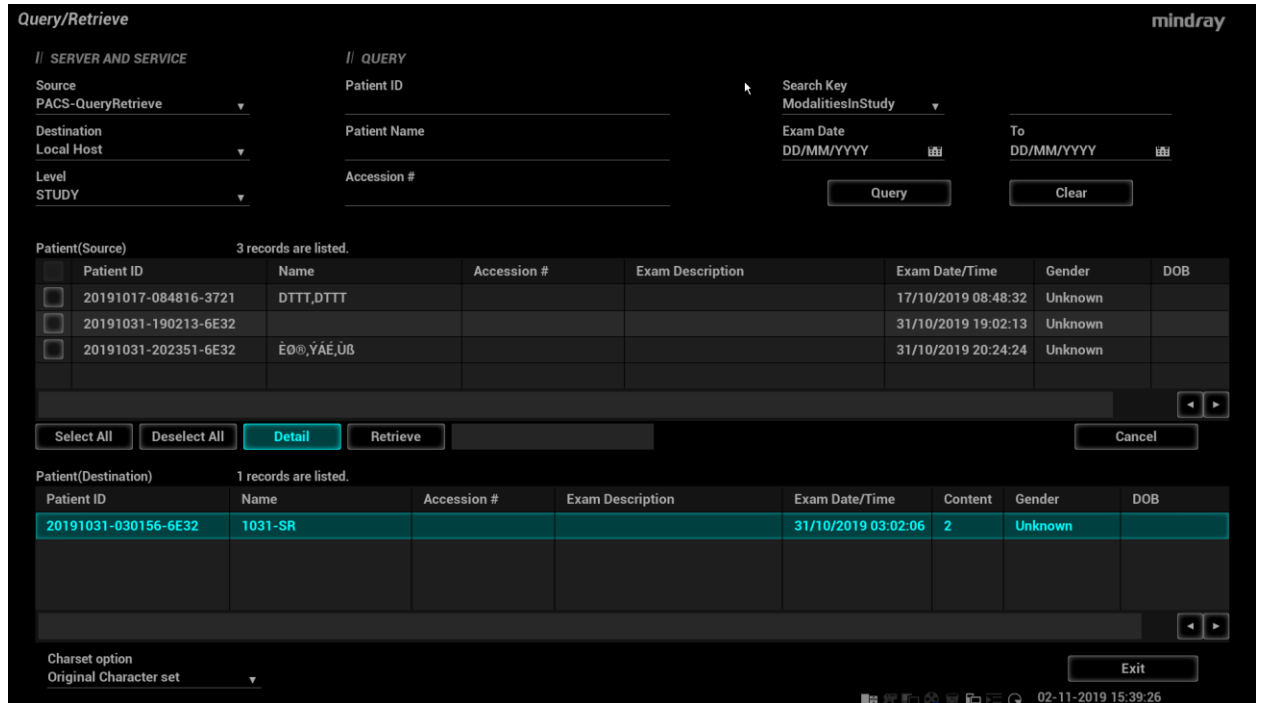 Query/Retrieve
mindray
// SERVER AND SERVICE
// QUERY
Source
PACS-QueryRetrieve
Patient ID
Search Key
ModalitiesInStudy
Destination
Local Host
Patient Name
Exam Date
DD/MM/YYYY
To
DD/MM/YYYY
Level
STUDY
Accession #
Query
Clear
Patient(Source) 3 records are listed.
Patient ID Name Accession # Exam Description Exam Date/Time Gender DOB
20191017-084816-3721 DTTT,DTTT 17/10/2019 08:48:32 Unknown
20191031-190213-6E32 31/10/2019 19:02:13 Unknown
20191031-202351-6E32 ÈØ®,ÝÁÉ,Ùß 31/10/2019 20:24:24 Unknown
Select All Deselect All Detail Retrieve Cancel
Patient(Destination) 1 records are listed.
Patient ID Name Accession # Exam Description Exam Date/Time Content Gender DOB
20191031-030156-6E32 1031-SR 31/10/2019 03:02:06 2 Unknown
Charset option
Original Character set
Exit
02-11-2019 15:39:26